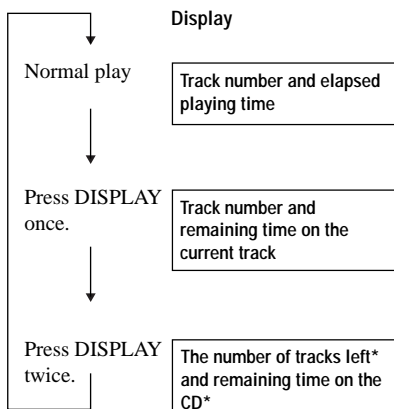 Display
Normal play
Track number and elapsed
playing time
Press DISPLAY
once.
Track number and
remaining time on the
current track
Press DISPLAY
twice.
The number of tracks left*
and remaining time on the
CD*